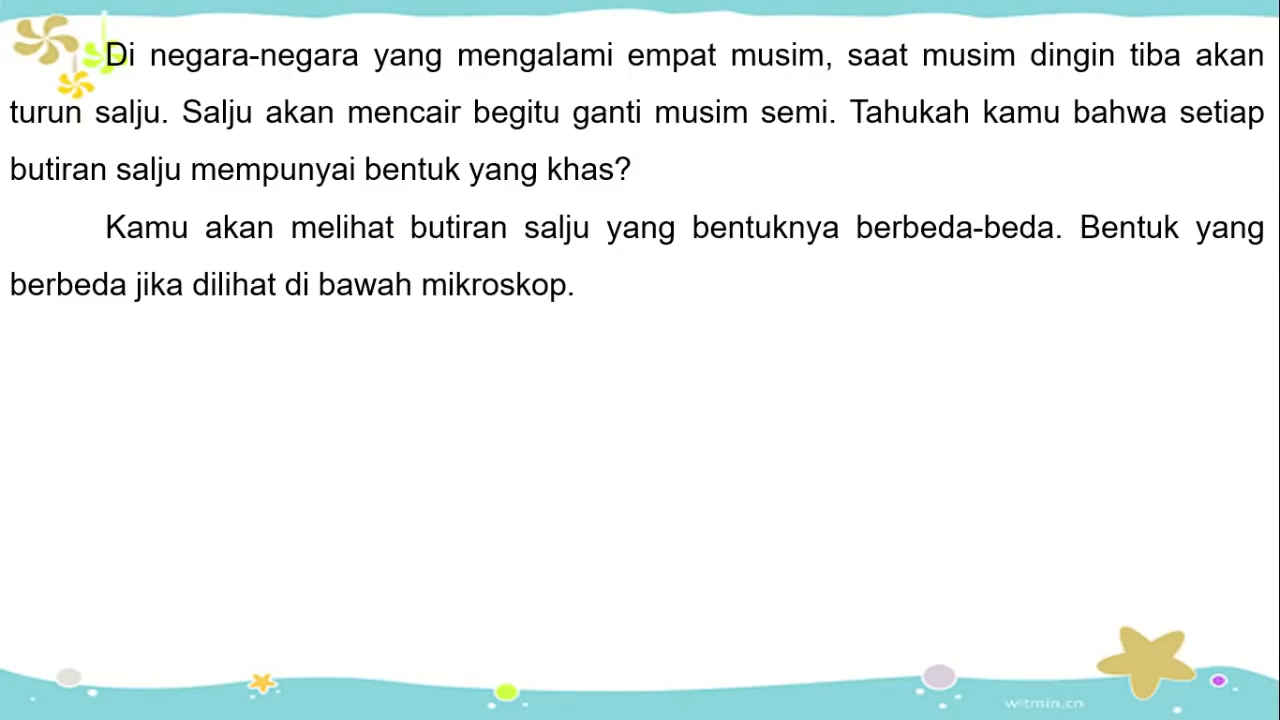 Di negara-negara yang mengalami empat musim, saat musim dingin tiba akan
turun salju. Salju akan mencair begitu ganti musim semi. Tahukah kamu bahwa setiap
butiran salju mempunyai bentuk yang khas?
Kamu akan melihat butiran salju yang bentuknya berbeda-beda. Bentuk yang
berbeda jika dilihat di bawah mikroskop.
witmin.cn